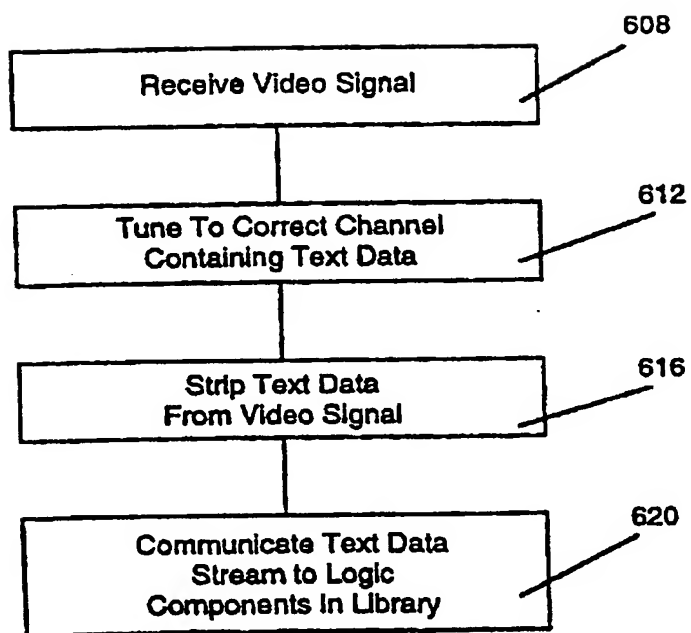 608
Receive Video Signal
612
Tune To Correct Channel
Containing Text Data
616
Strip Text Data
From Video Signal
620
Communicate Text Data
Stream to Logic
Components In Library